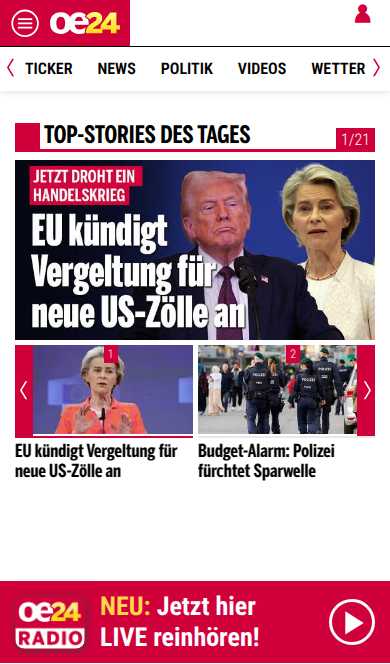 oe24
TICKER NEWS POLITIK VIDEOS WETTER
TOP-STORIES DES TAGES
1/21
JETZT DROHT EIN
HANDELSKRIEG
EU kündigt
Vergeltung für
neue US-Zölle an
1
2
EU kündigt Vergeltung für
neue US-Zölle an
Budget-Alarm: Polizei
fürchtet Sparwelle
oe24
RADIO
NEU: Jetzt hier
LIVE reinhören!